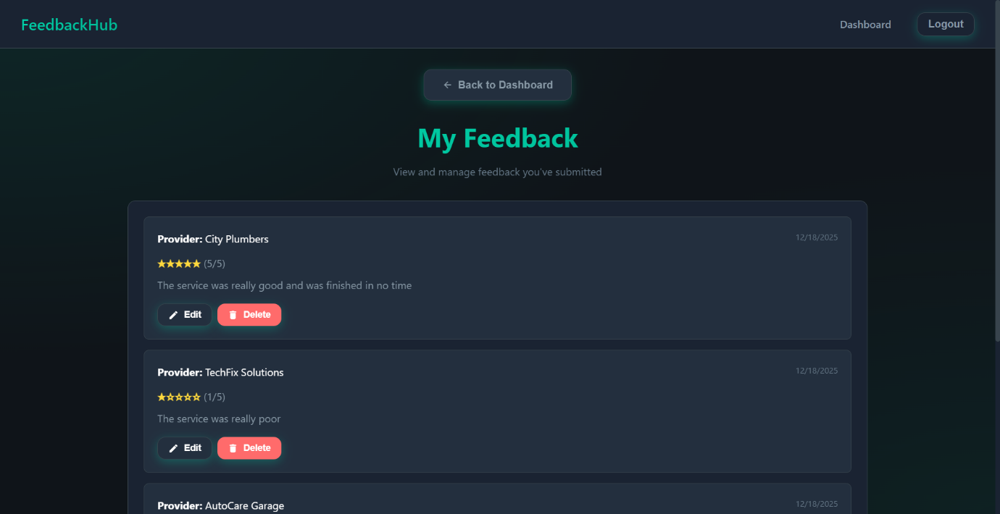 FeedbackHub
Dashboard
Logout
← Back to Dashboard
My Feedback
View and manage feedback you've submitted
Provider: City Plumbers
12/18/2025
★★★★★ (5/5)
The service was really good and was finished in no time
Edit
Delete
Provider: TechFix Solutions
12/18/2025
★☆☆☆☆ (1/5)
The service was really poor
Edit
Delete
Provider: AutoCare Garage
12/18/2025